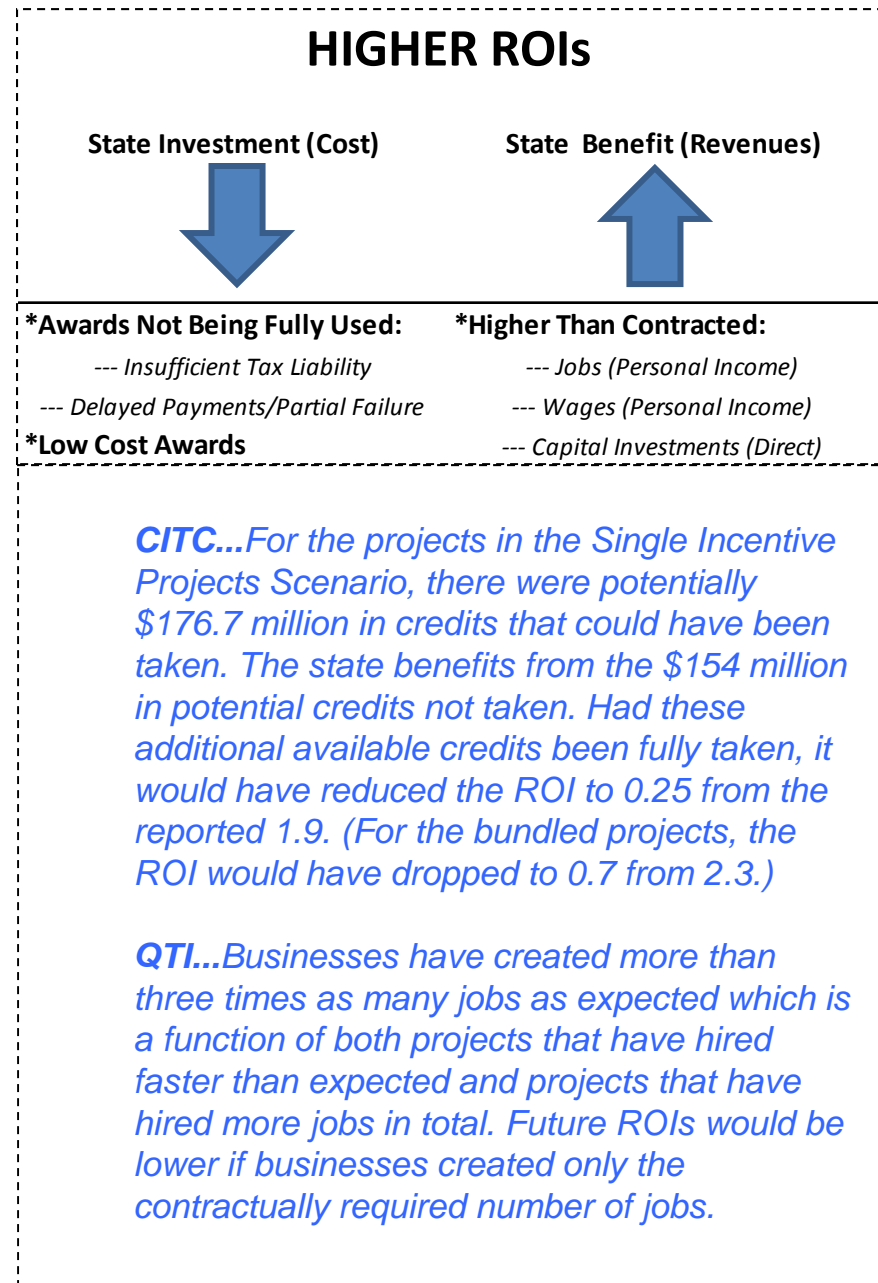 HIGHER ROIs
State Investment (Cost)
State Benefit (Revenues)
*Awards Not Being Fully Used:
--- Insufficient Tax Liability
--- Delayed Payments/Partial Failure
*Low Cost Awards
*Higher Than Contracted:
--- Jobs (Personal Income)
--- Wages (Personal Income)
--- Capital Investments (Direct)
CITC...For the projects in the Single Incentive
Projects Scenario, there were potentially
$176.7 million in credits that could have been
taken. The state benefits from the $154 million
in potential credits not taken. Had these
additional available credits been fully taken, it
would have reduced the ROI to 0.25 from the
reported 1.9. (For the bundled projects, the
ROI would have dropped to 0.7 from 2.3.)
QTI...Businesses have created more than
three times as many jobs as expected which is
a function of both projects that have hired
faster than expected and projects that have
hired more jobs in total. Future ROIs would be
lower if businesses created only the
contractually required number of jobs.